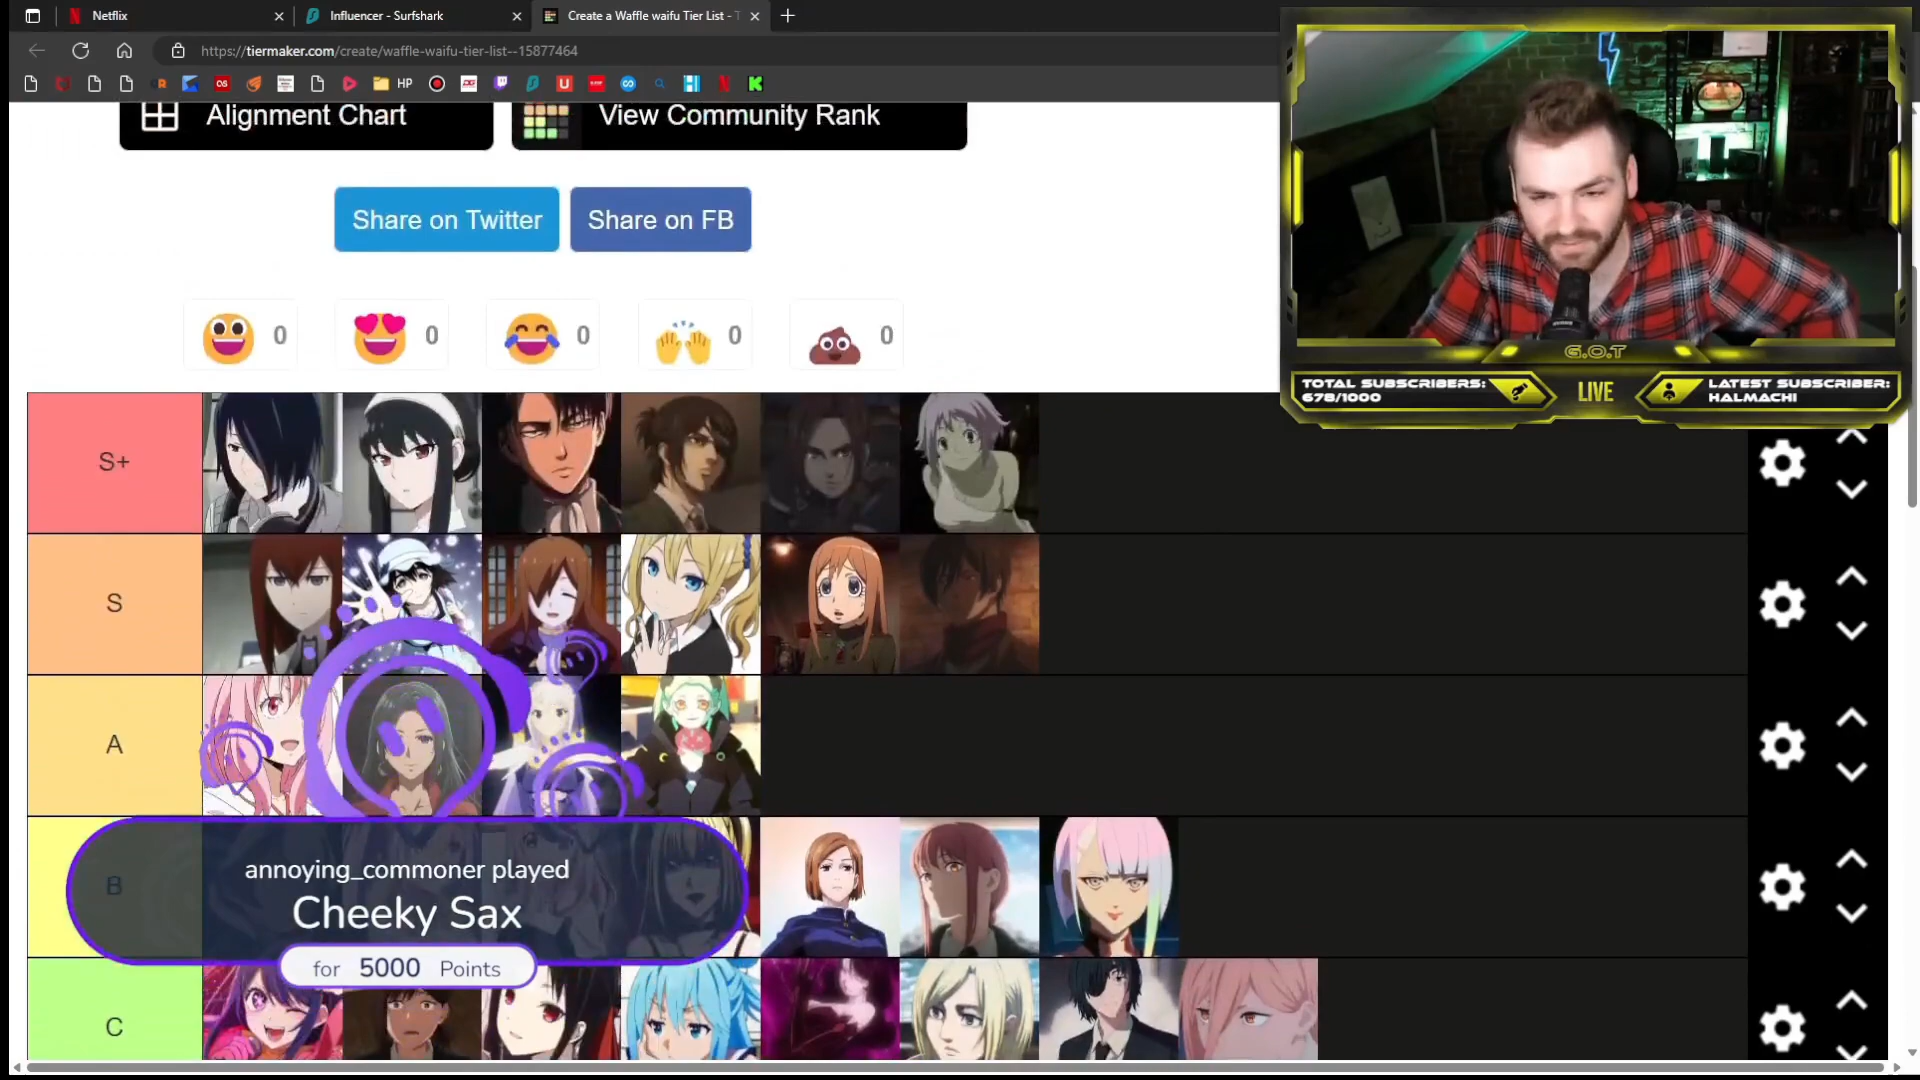 Netflix
Influencer - Surfshark
Create a Waffle waifu Tier List -
https://tiermaker.com/create/waffle-waifu-tier-list--15877464
HP
Alignment Chart
View Community Rank
Share on Twitter
Share on FB
0
0
0
0
0
G.O.T
TOTAL SUBSCRIBERS:
678/1000
LIVE
LATEST SUBSCRIBER:
HALMACHI
S+
S
A
B
annoying_commoner played
Cheeky Sax
for 5000 Points
C